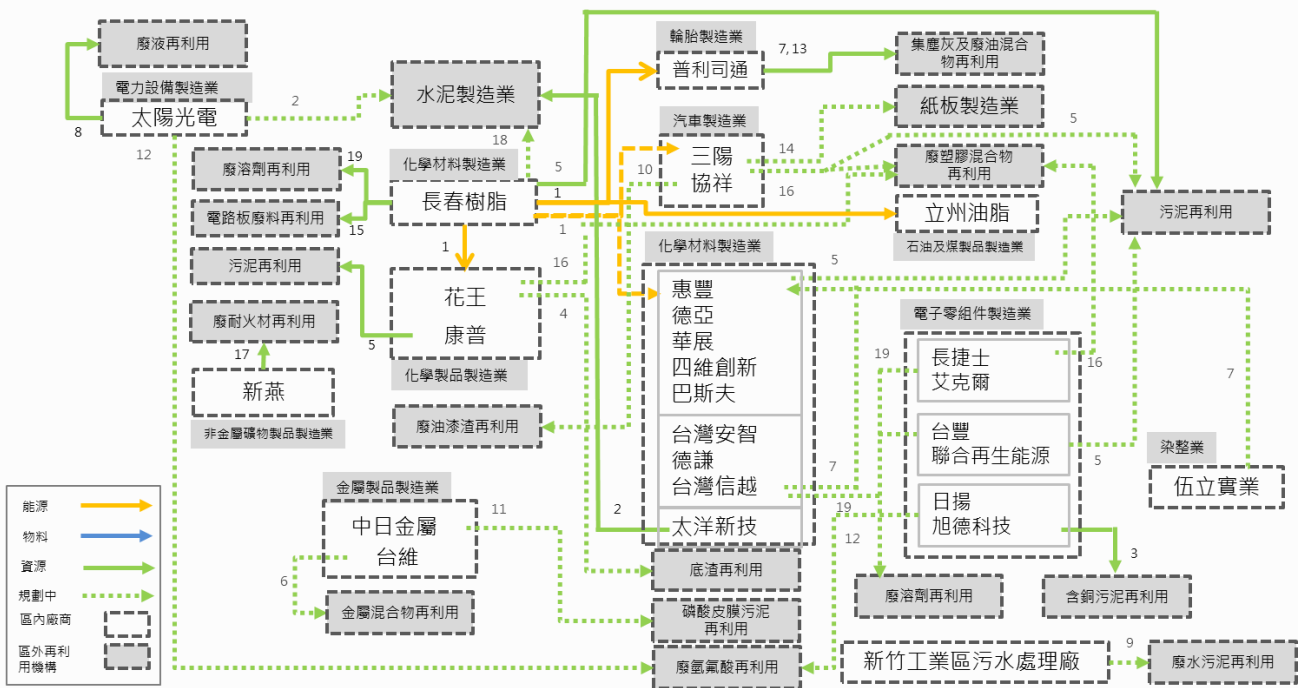 廢液再利用
電力設備製造業
太陽光電
8
12
2
水泥製造業
18
輪胎製造業
普利司通
7, 13
集塵灰及廢油混合
物再利用
紙板製造業
汽車製造業
三陽
協祥
14
16
10
5
廢塑膠混合物
再利用
立州油脂
石油及煤製品製造業
污泥再利用
廢溶劑再利用
19
電路板廢料再利用
15
化學材料製造業
長春樹脂
5
1
1
1
污泥再利用
5
廢耐火材再利用
17
新燕
非金屬礦物製品製造業
花王
康普
化學製品製造業
16
4
廢油漆渣再利用
化學材料製造業
惠豐
德亞
華展
四維創新
巴斯夫
台灣安智
德謙
台灣信越
太洋新技
5
7
2
電子零組件製造業
長捷士
艾克爾
台豐
聯合再生能源
日揚
旭德科技
19
16
5
19
12
3
7
染整業
伍立實業
金屬製品製造業
中日金屬
台維
11
6
金屬混合物再利用
底渣再利用
磷酸皮膜污泥
再利用
廢氫氟酸再利用
廢溶劑再利用
含銅污泥再利用
新竹工業區污水處理廠
9
廢水污泥再利用
能源
物料
資源
規劃中
區內廠商
區外再利
用機構